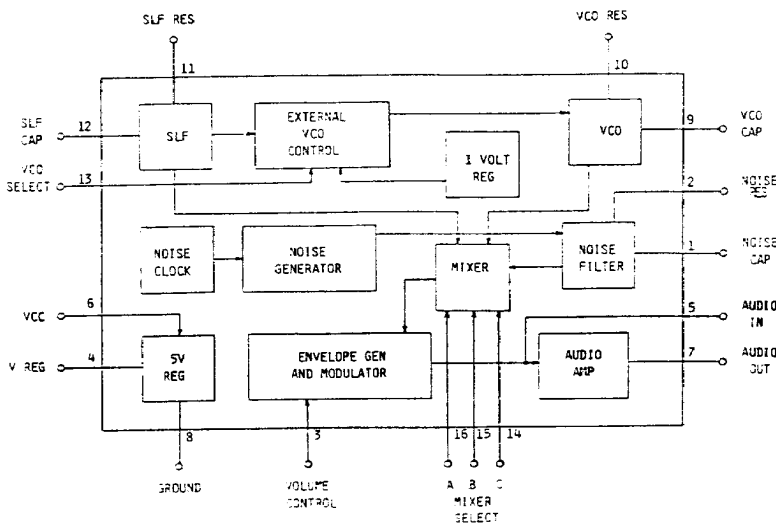 SLF RES
VCO RES
11
10
SLF
CAP
12
SLF
EXTERNAL
VCO
CONTROL
VCO
9
VCO
CAP
VCO
SELECT
13
1 VOLT
REG
2
NOISE
RES
NOISE
CLOCK
NOISE
GENERATOR
MIXER
NOISE
FILTER
1
NOISE
CAP
VCC
6
5
AUDIO
IN
V REG
4
5V
REG
ENVELOPE GEN
AND MODULATOR
AUDIO
AMP
7
AUDIO
OUT
8
3
16
15
14
GROUND
VOLUME
CONTROL
A
B
C
MIXER
SELECT